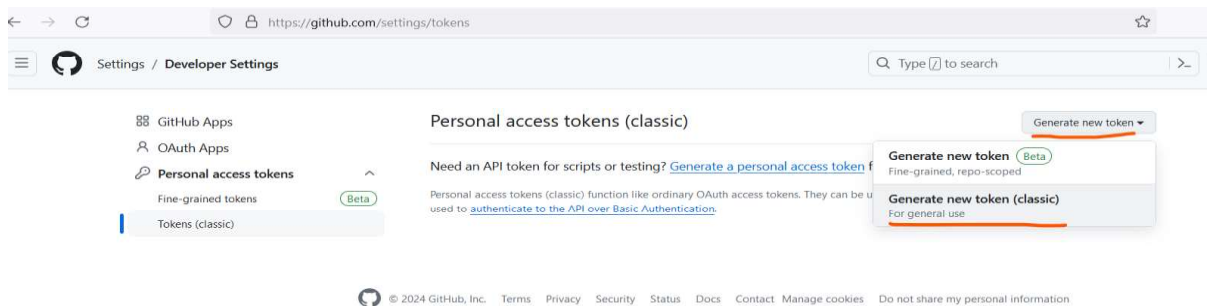 https://github.com/settings/tokens
Settings / Developer Settings
Type / to search
>_
GitHub Apps
OAuth Apps
Personal access tokens
Fine-grained tokens Beta
Tokens (classic)
Personal access tokens (classic)
Generate new token
Need an API token for scripts or testing? Generate a personal access token f
Personal access tokens (classic) function like ordinary OAuth access tokens. They can be u
used to authenticate to the API over Basic Authentication.
Generate new token Beta
Fine-grained, repo-scoped
Generate new token (classic)
For general use
© 2024 GitHub, Inc. Terms Privacy Security Status Docs Contact Manage cookies Do not share my personal information